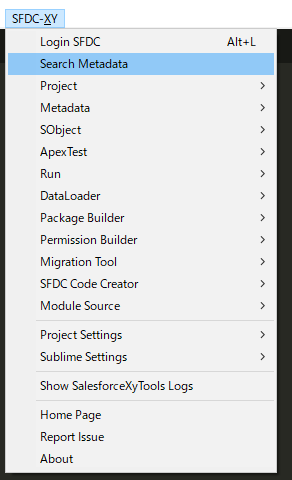 SFDC-XY
Login SFDC Alt+L
Search Metadata
Project
Metadata
SObject
ApexTest
Run
DataLoader
Package Builder
Permission Builder
Migration Tool
SFDC Code Creator
Module Source
Project Settings
Sublime Settings
Show SalesforceXyTools Logs
Home Page
Report Issue
About